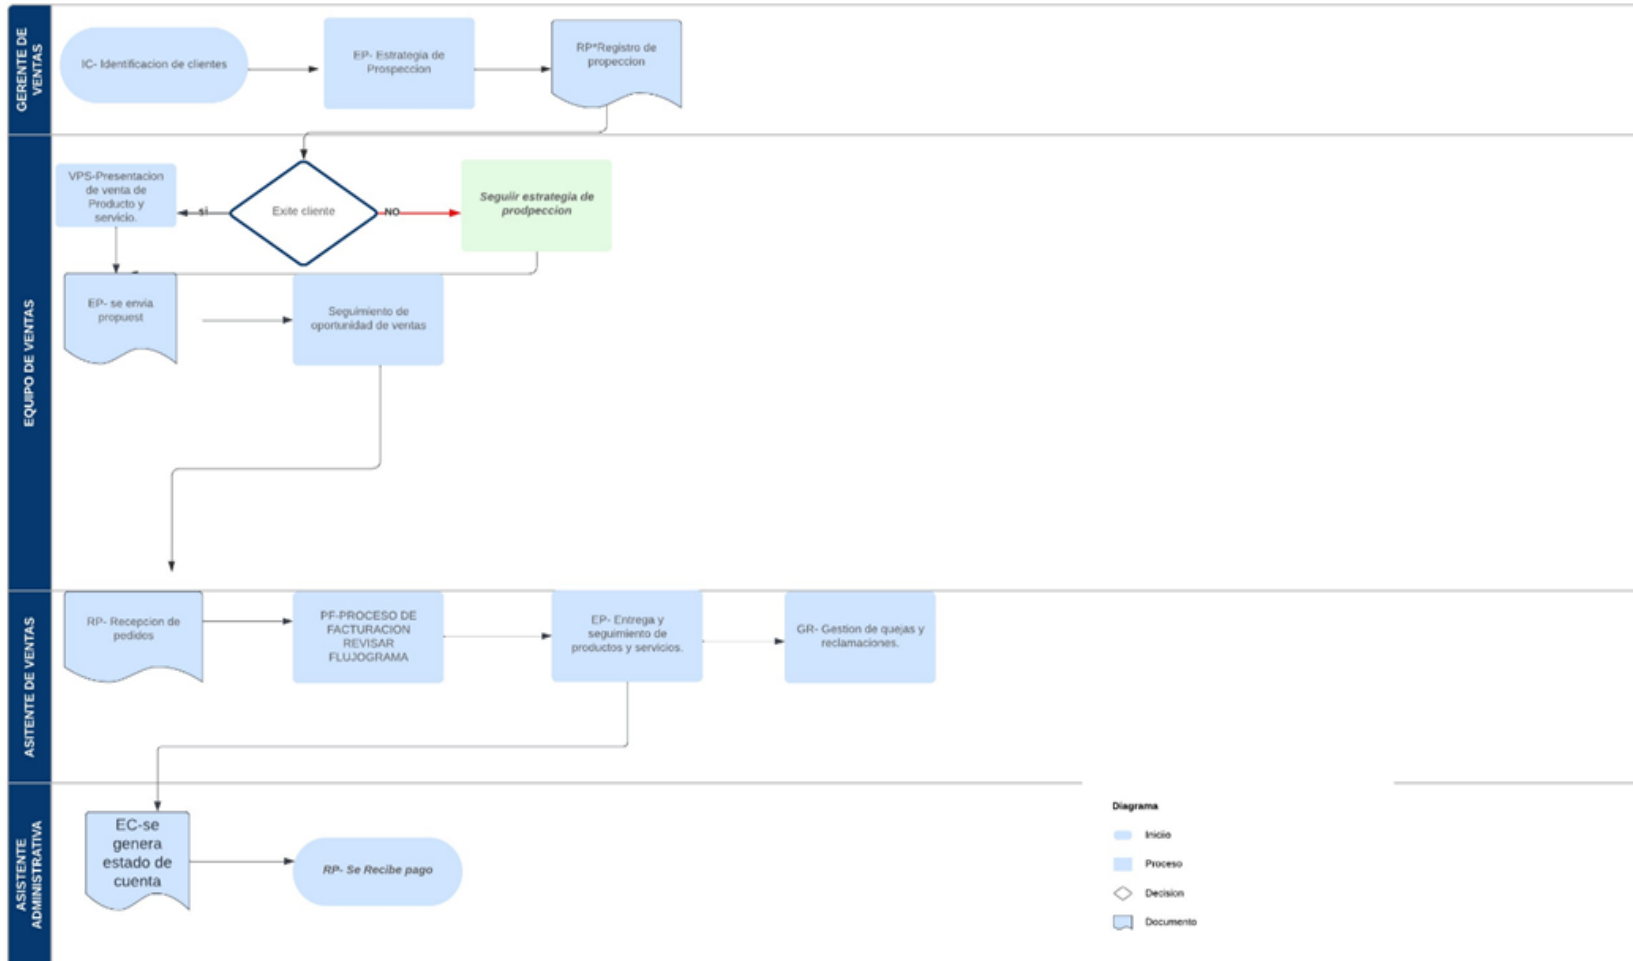 GERENTE DE
VENTAS
IC- Identificacion de clientes
EP- Estrategia de
Prospeccion
RP*Registro de
propeccion
EQUIPO DE VENTAS
VPS-Presentacion
de venta de
Producto y
servicio.
si
Exite cliente
NO
Seguiir estrategia de
prodpeccion
EP- se envia
propuest
Seguimiento de
oportunidad de ventas
ASITENTE DE VENTAS
RP- Recepcion de
pedidos
PF-PROCESO DE
FACTURACION
REVISAR
FLUJOGRAMA
EP- Entrega y
seguimiento de
productos y servicios.
GR- Gestion de quejas y
reclamaciones.
ASISTENTE
ADMINISTRATIVA
EC-se
genera
estado de
cuenta
RP- Se Recibe pago
Diagrama
Iniciio
Proceso
Decision
Documento